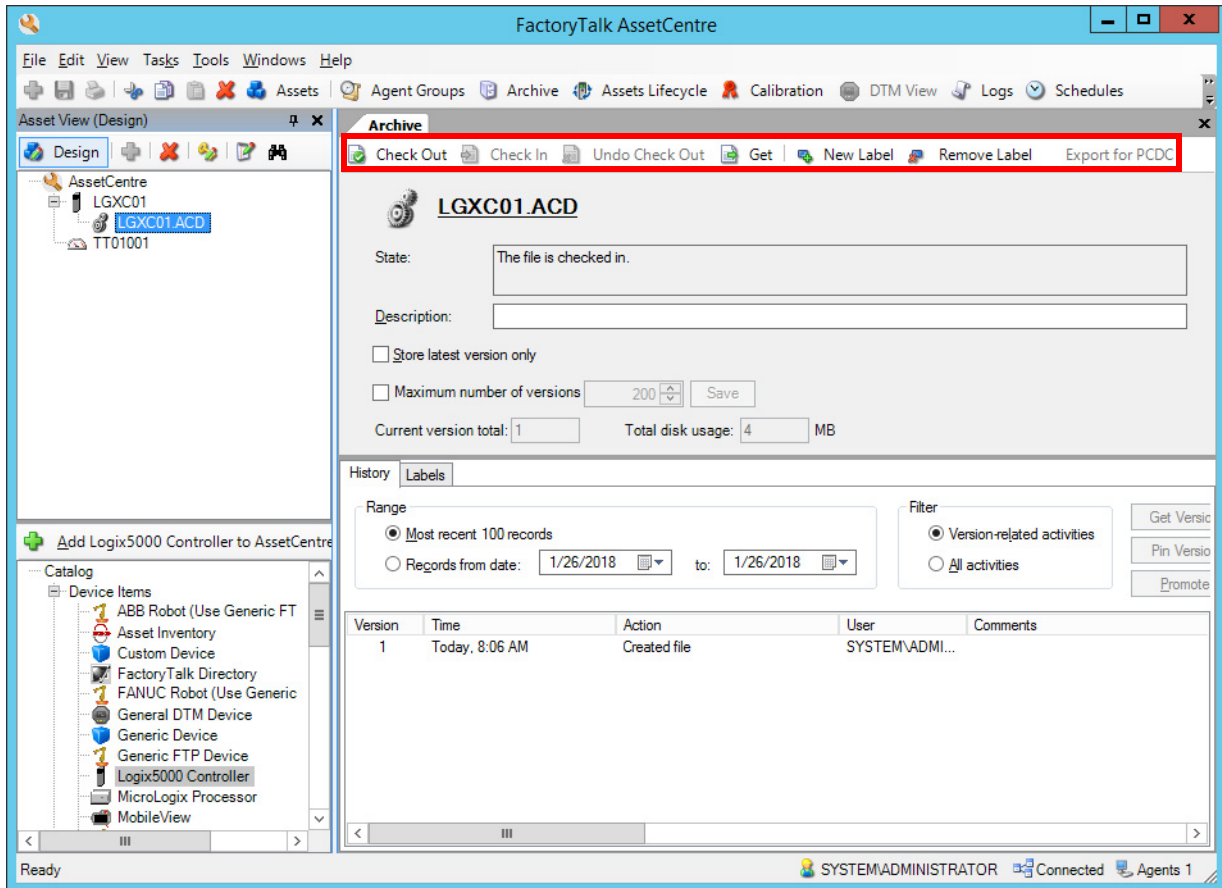 FactoryTalk AssetCentre
File Edit View Tasks Tools Windows Help
Assets Agent Groups Archive Assets Lifecycle Calibration DTM View Logs Schedules
Asset View (Design)
Design
AssetCentre
LGXC01
LGXC01.ACD
TT01001
Add Logix5000 Controller to AssetCentre
Catalog
Device Items
ABB Robot (Use Generic FT
Asset Inventory
Custom Device
FactoryTalk Directory
FANUC Robot (Use Generic
General DTM Device
Generic Device
Generic FTP Device
Logix5000 Controller
MicroLogix Processor
MobileView
Archive
Check Out Check In Undo Check Out Get New Label Remove Label Export for PCDC
LGXC01.ACD
State: The file is checked in.
Description:
Store latest version only
Maximum number of versions 200 Save
Current version total: 1 Total disk usage: 4 MB
History Labels
Range Filter
Most recent 100 records Version-related activities Get Versic
Records from date: 1/26/2018 to: 1/26/2018 All activities Pin Versio
Promote
Version Time Action User Comments
1 Today, 8:06 AM Created file SYSTEM\ADMI...
Ready SYSTEM\ADMINISTRATOR Connected Agents 1